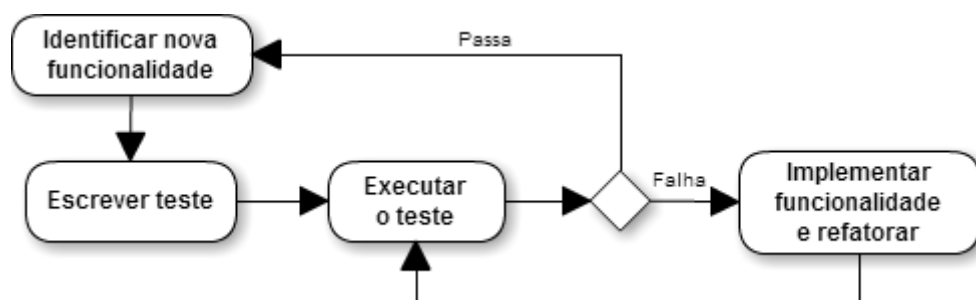 Identificar nova
funcionalidade
Passa
Escrever teste
Executar
o teste
Falha
Implementar
funcionalidade
e refatorar